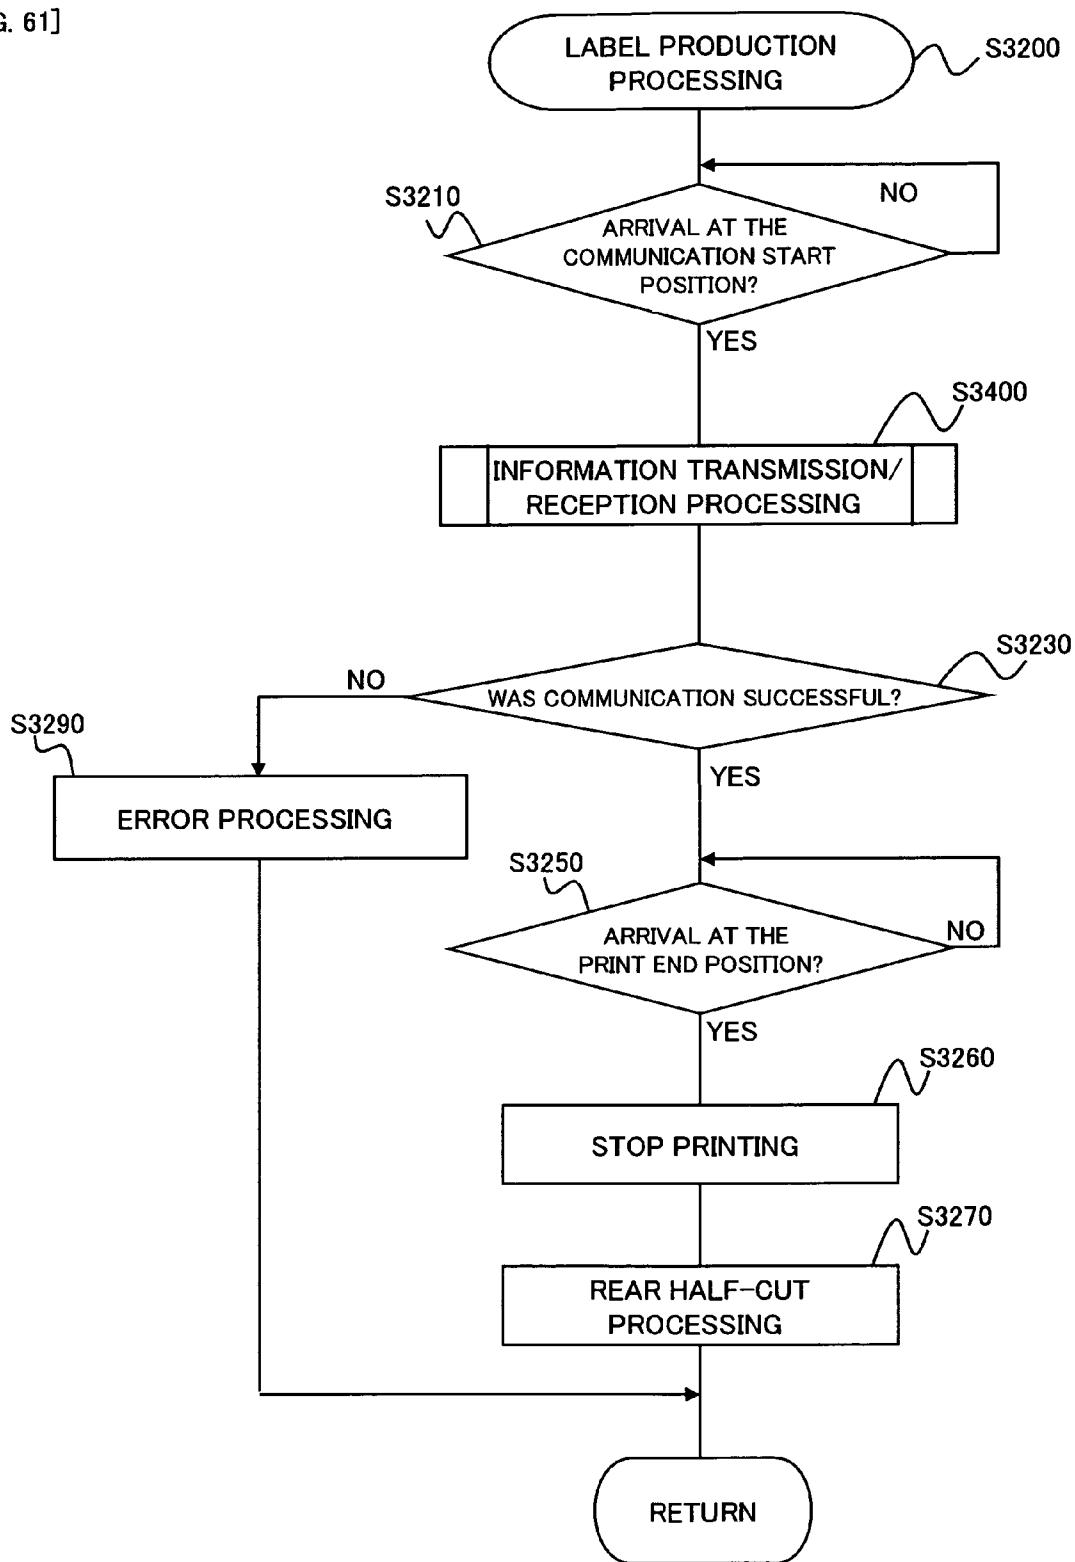 G. 61]
LABEL PRODUCTION
PROCESSING
S3200
S3210
NO
ARRIVAL AT THE
COMMUNICATION START
POSITION?
YES
S3400
INFORMATION TRANSMISSION/
RECEPTION PROCESSING
S3230
NO
WAS COMMUNICATION SUCCESSFUL?
S3290
YES
ERROR PROCESSING
S3250
ARRIVAL AT THE
PRINT END POSITION?
NO
YES
S3260
STOP PRINTING
S3270
REAR HALF-CUT
PROCESSING
RETURN